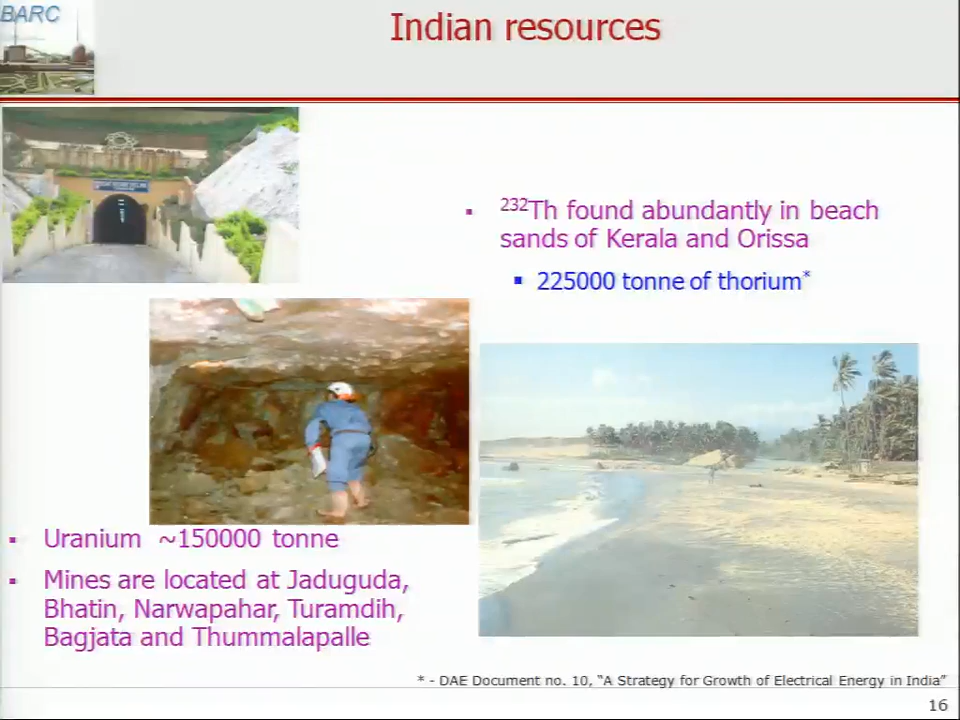 BARC
Indian resources
▪ ²³²Th found abundantly in beach
sands of Kerala and Orissa
▪ 225000 tonne of thorium*
▪ Uranium ~150000 tonne
▪ Mines are located at Jaduguda,
Bhatin, Narwapahar, Turamdih,
Bagjata and Thummalapalle
* - DAE Document no. 10, “A Strategy for Growth of Electrical Energy in India”
16